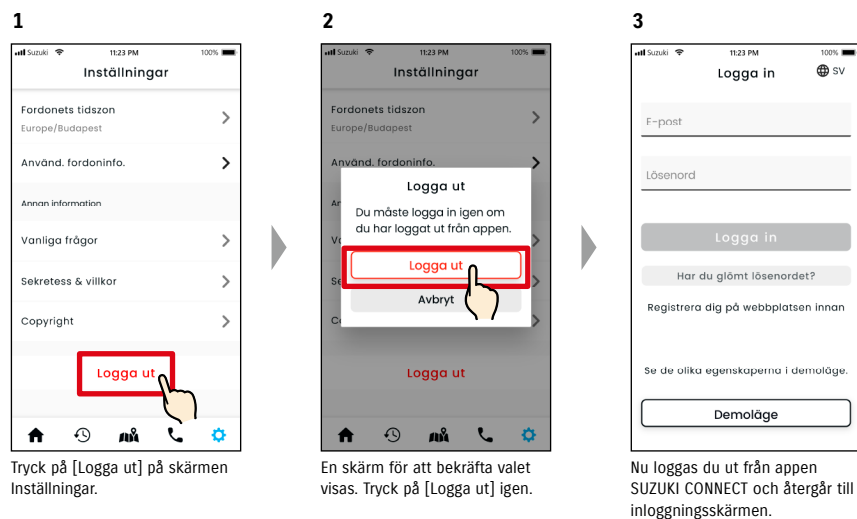 1
Suzuki 11:23 PM 100%
Inställningar
Fordonets tidszon
Europe/Budapest
Använd. fordoninfo.
Annan information
Vanliga frågor
Sekretess & villkor
Copyright
Logga ut
Tryck på [Logga ut] på skärmen
Inställningar.
2
Suzuki 11:23 PM 100%
Inställningar
Fordonets tidszon
Europe/Budapest
Använd. fordoninfo.
Logga ut
Du måste logga in igen om
du har loggat ut från appen.
Logga ut
Avbryt
Logga ut
En skärm för att bekräfta valet
visas. Tryck på [Logga ut] igen.
3
Suzuki 11:23 PM 100%
Logga in SV
E-post
Lösenord
Logga in
Har du glömt lösenordet?
Registrera dig på webbplatsen innan
Se de olika egenskaperna i demoläge.
Demoläge
Nu loggas du ut från appen
SUZUKI CONNECT och återgår till
inloggningsskärmen.